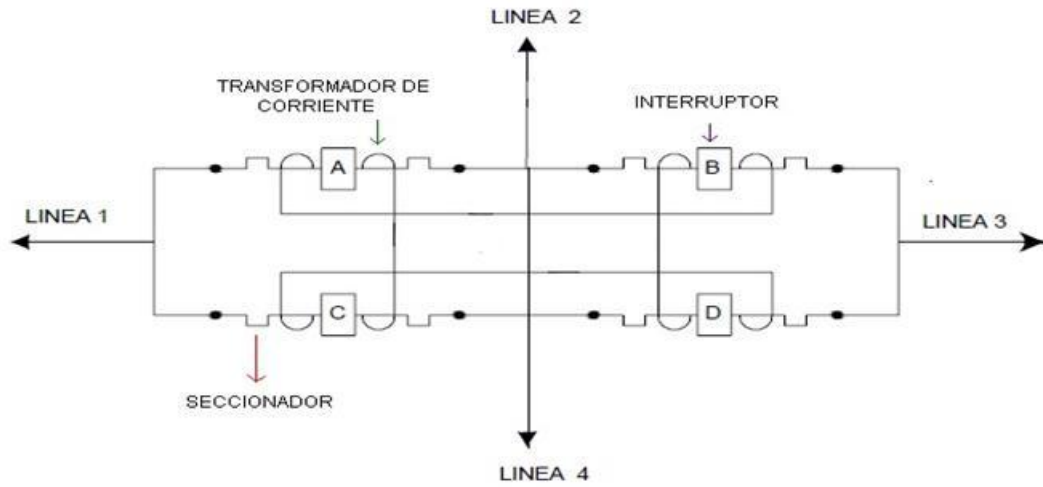 LINEA 2
TRANSFORMADOR DE
CORRIENTE
INTERRUPTOR
A
B
LINEA 1
LINEA 3
C
D
SECCIONADOR
LINEA 4